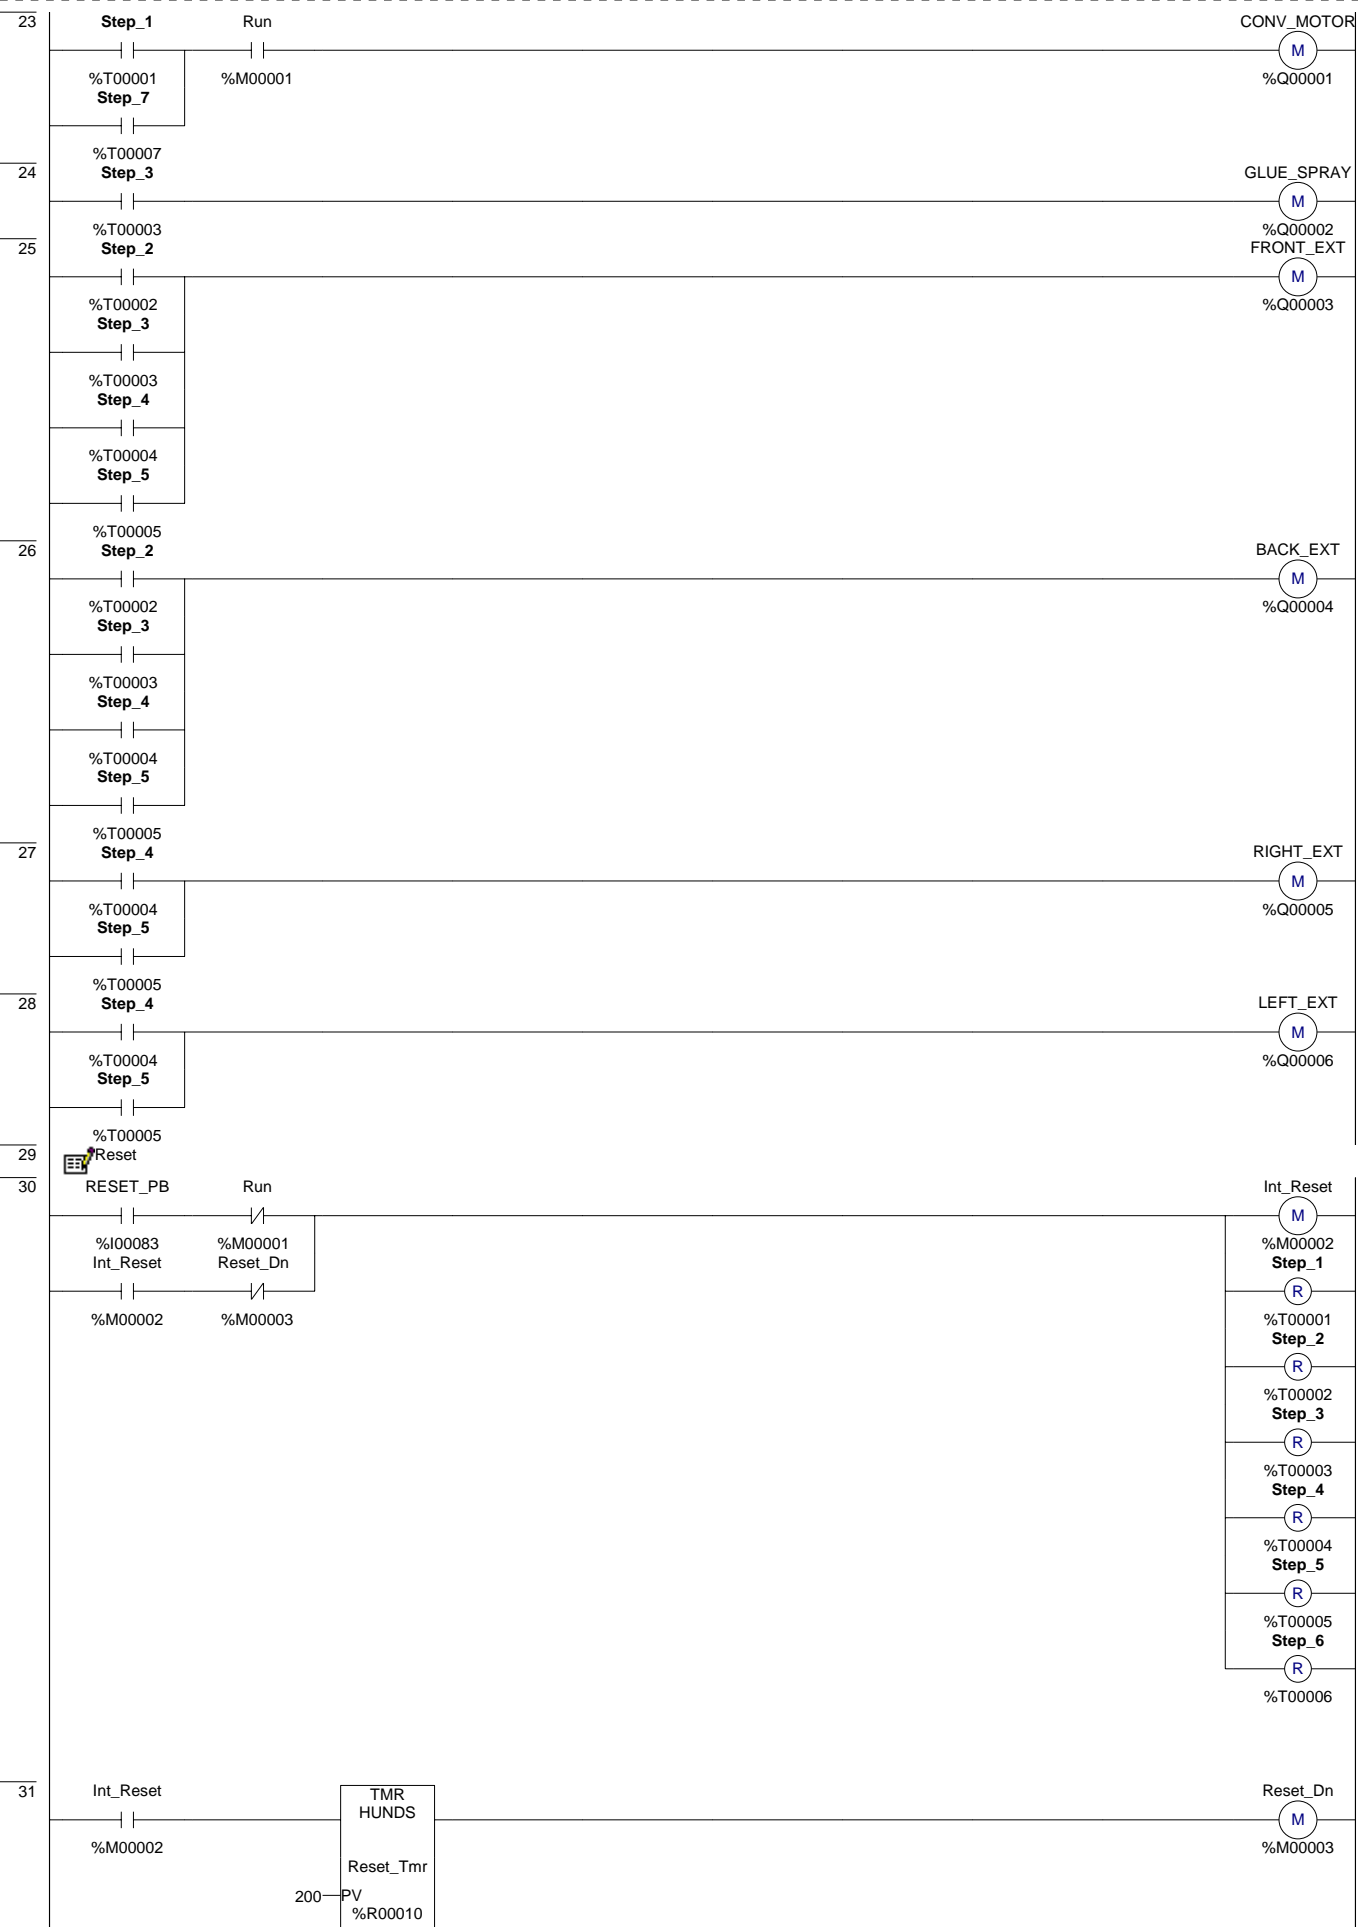 23 Step_1 Run CONV_MOTOR
M
%T00001 %M00001 %Q00001
Step_7
%T00007
24 Step_3 GLUE_SPRAY
M
%T00003 %Q00002
25 Step_2 FRONT_EXT
M
%T00002 %Q00003
Step_3
%T00003
Step_4
%T00004
Step_5
%T00005
26 Step_2 BACK_EXT
M
%T00002 %Q00004
Step_3
%T00003
Step_4
%T00004
Step_5
%T00005
27 Step_4 RIGHT_EXT
M
%T00004 %Q00005
Step_5
%T00005
28 Step_4 LEFT_EXT
M
%T00004 %Q00006
Step_5
%T00005
29 Reset
30 RESET_PB Run Int_Reset
M
%I00083 %M00001 %M00002
Int_Reset Reset_Dn Step_1
R
%M00002 %M00003 %T00001
Step_2
R
%T00002
Step_3
R
%T00003
Step_4
R
%T00004
Step_5
R
%T00005
Step_6
R
%T00006
31 Int_Reset TMR Reset_Dn
HUNDS
M
%M00002 %M00003
Reset_Tmr
200 PV
%R00010